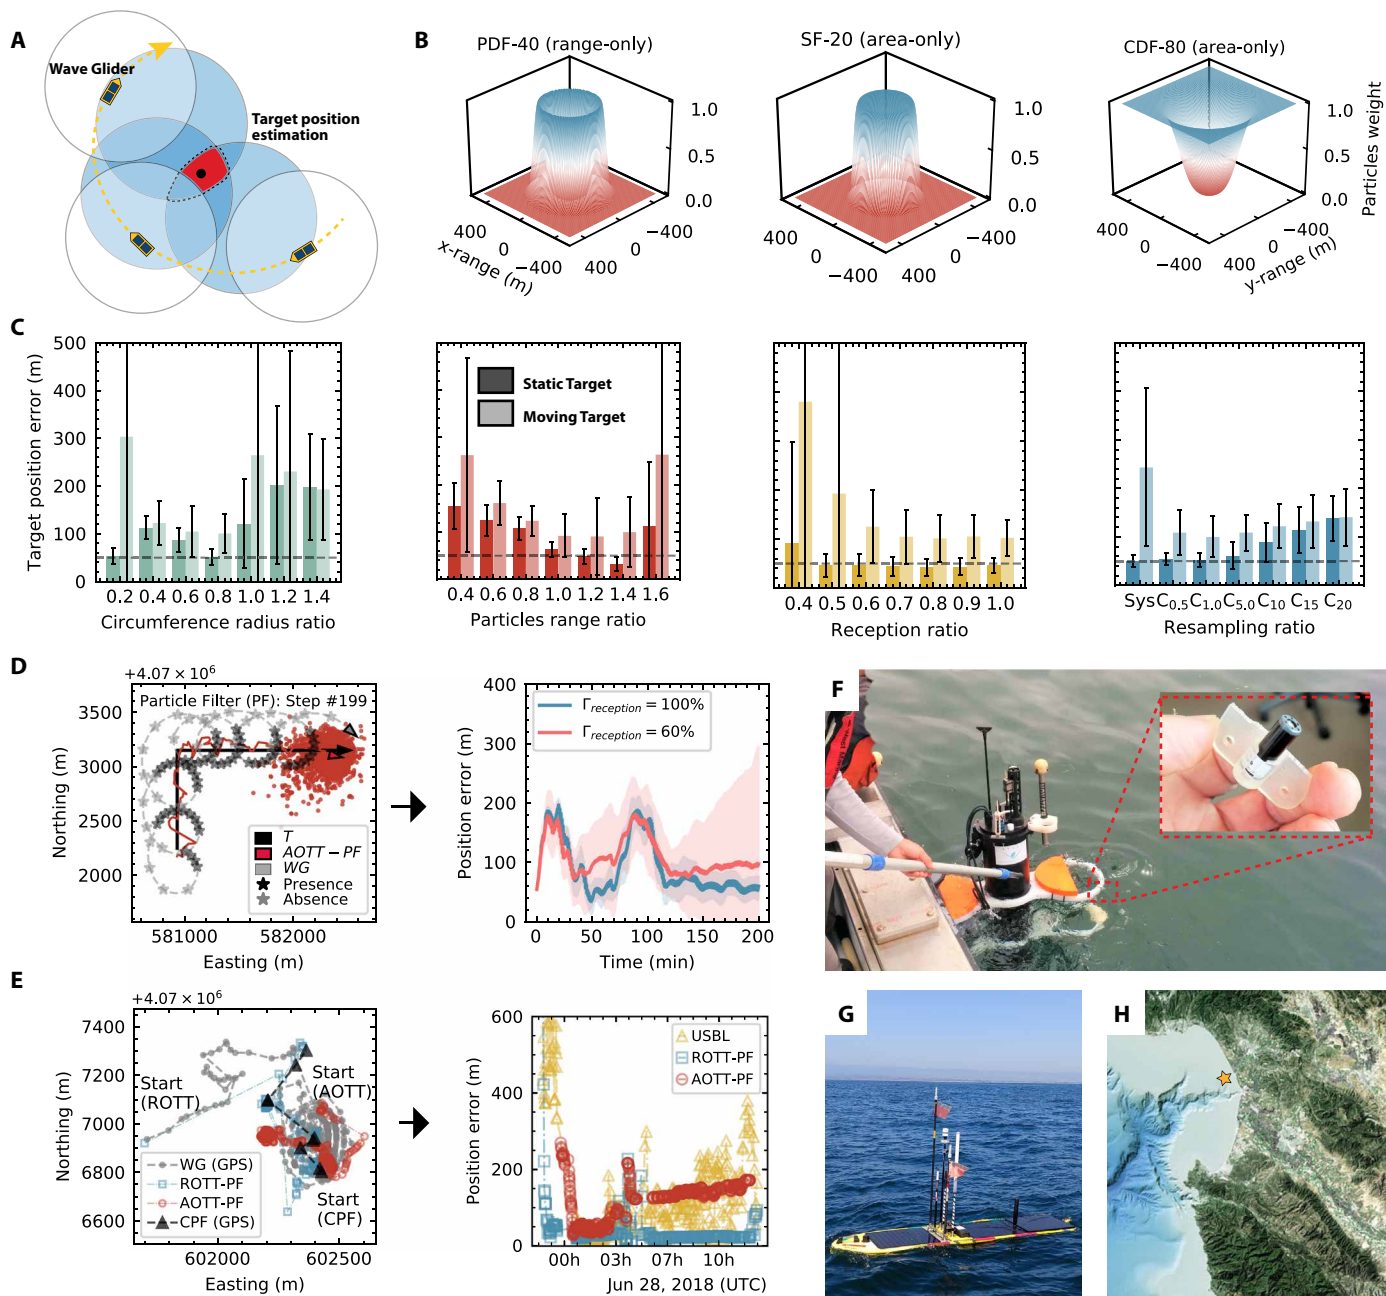 A
Wave Glider
Target position
estimation
B
PDF-40 (range-only)
SF-20 (area-only)
CDF-80 (area-only)
1.0
0.5
0.0
400
0
−400
x-range (m)
−400
0
400
1.0
0.5
0.0
400
0
−400
−400
0
400
1.0
0.5
0.0
Particles weight
400
0
−400
−400
0
400
y-range (m)
C
Target position error (m)
500
400
300
200
100
0
0.2 0.4 0.6 0.8 1.0 1.2 1.4
Circumference radius ratio
Static Target
Moving Target
0.4 0.6 0.8 1.0 1.2 1.4 1.6
Particles range ratio
0.4 0.5 0.6 0.7 0.8 0.9 1.0
Reception ratio
Sys C0.5 C1.0 C5.0 C10 C15 C20
Resampling ratio
D
+4.07 × 10⁶
Particle Filter (PF): Step #199
Northing (m)
3500
3000
2500
2000
T
AOTT − PF
WG
Presence
Absence
581000 582000
Easting (m)
Position error (m)
400
300
200
100
0
Γreception = 100%
Γreception = 60%
0 50 100 150 200
Time (min)
E
+4.07 × 10⁶
Northing (m)
7400
7200
7000
6800
6600
Start
(ROTT)
Start
(AOTT)
Start
(CPF)
WG (GPS)
ROTT-PF
AOTT-PF
CPF (GPS)
602000 602500
Easting (m)
Position error (m)
600
400
200
0
USBL
ROTT-PF
AOTT-PF
00h 03h 07h 10h
Jun 28, 2018 (UTC)
F
G
H